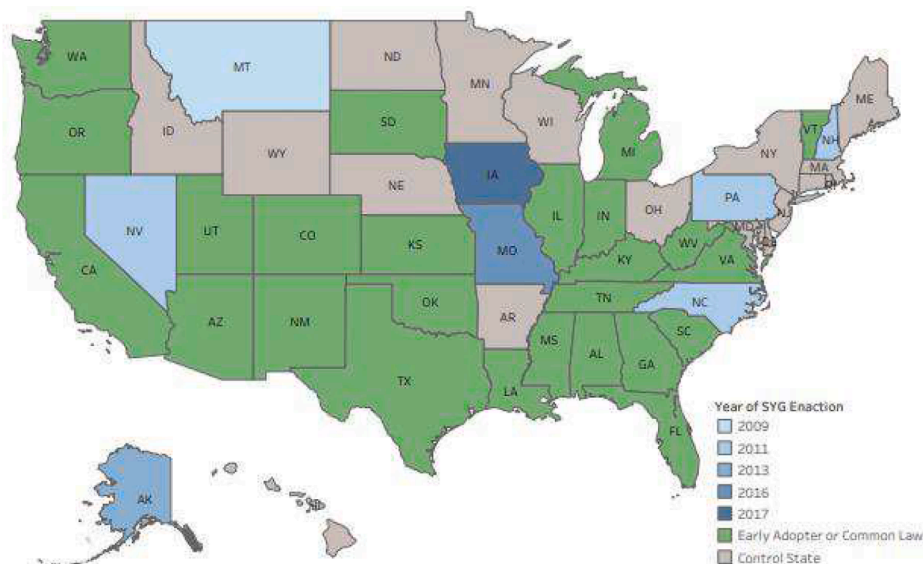 WA
MT
ND
MN
ME
OR
ID
SD
WI
VT
NH
NY
MA
WY
MI
IA
NE
PA
NV
UT
CO
IL
IN
OH
NJ
MD
CA
KS
MO
WV
KY
VA
AZ
NM
OK
AR
TN
NC
SC
MS
AL
GA
TX
LA
FL
AK
Year of SYG Enaction
2009
2011
2013
2016
2017
Early Adopter or Common Law
Control State